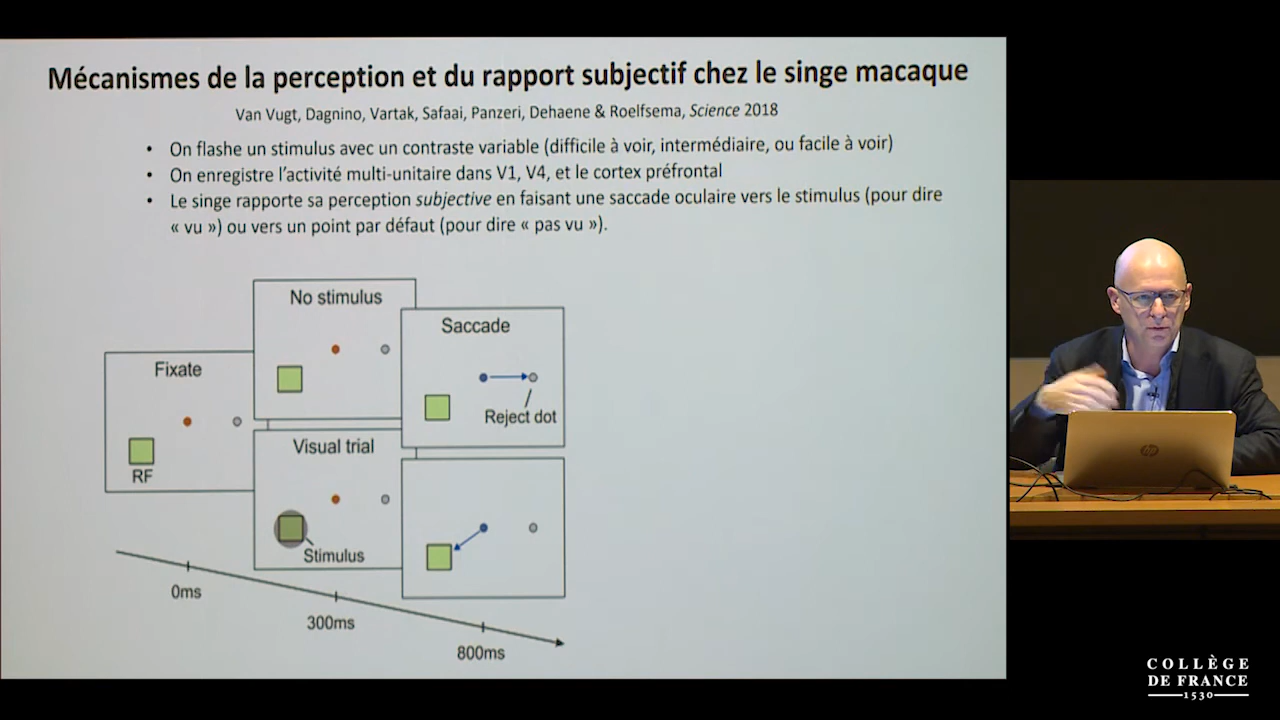 Mécanismes de la perception et du rapport subjectif chez le singe macaque
Van Vugt, Dagnino, Vartak, Safaai, Panzeri, Dehaene & Roelfsema, Science 2018
• On flashe un stimulus avec un contraste variable (difficile à voir, intermédiaire, ou facile à voir)
• On enregistre l'activité multi-unitaire dans V1, V4, et le cortex préfrontal
• Le singe rapporte sa perception subjective en faisant une saccade oculaire vers le stimulus (pour dire
« vu ») ou vers un point par défaut (pour dire « pas vu »).
Fixate
RF
No stimulus
Visual trial
Stimulus
Saccade
Reject dot
0ms
300ms
800ms
hp
COLLÈGE
DE FRANCE
1530